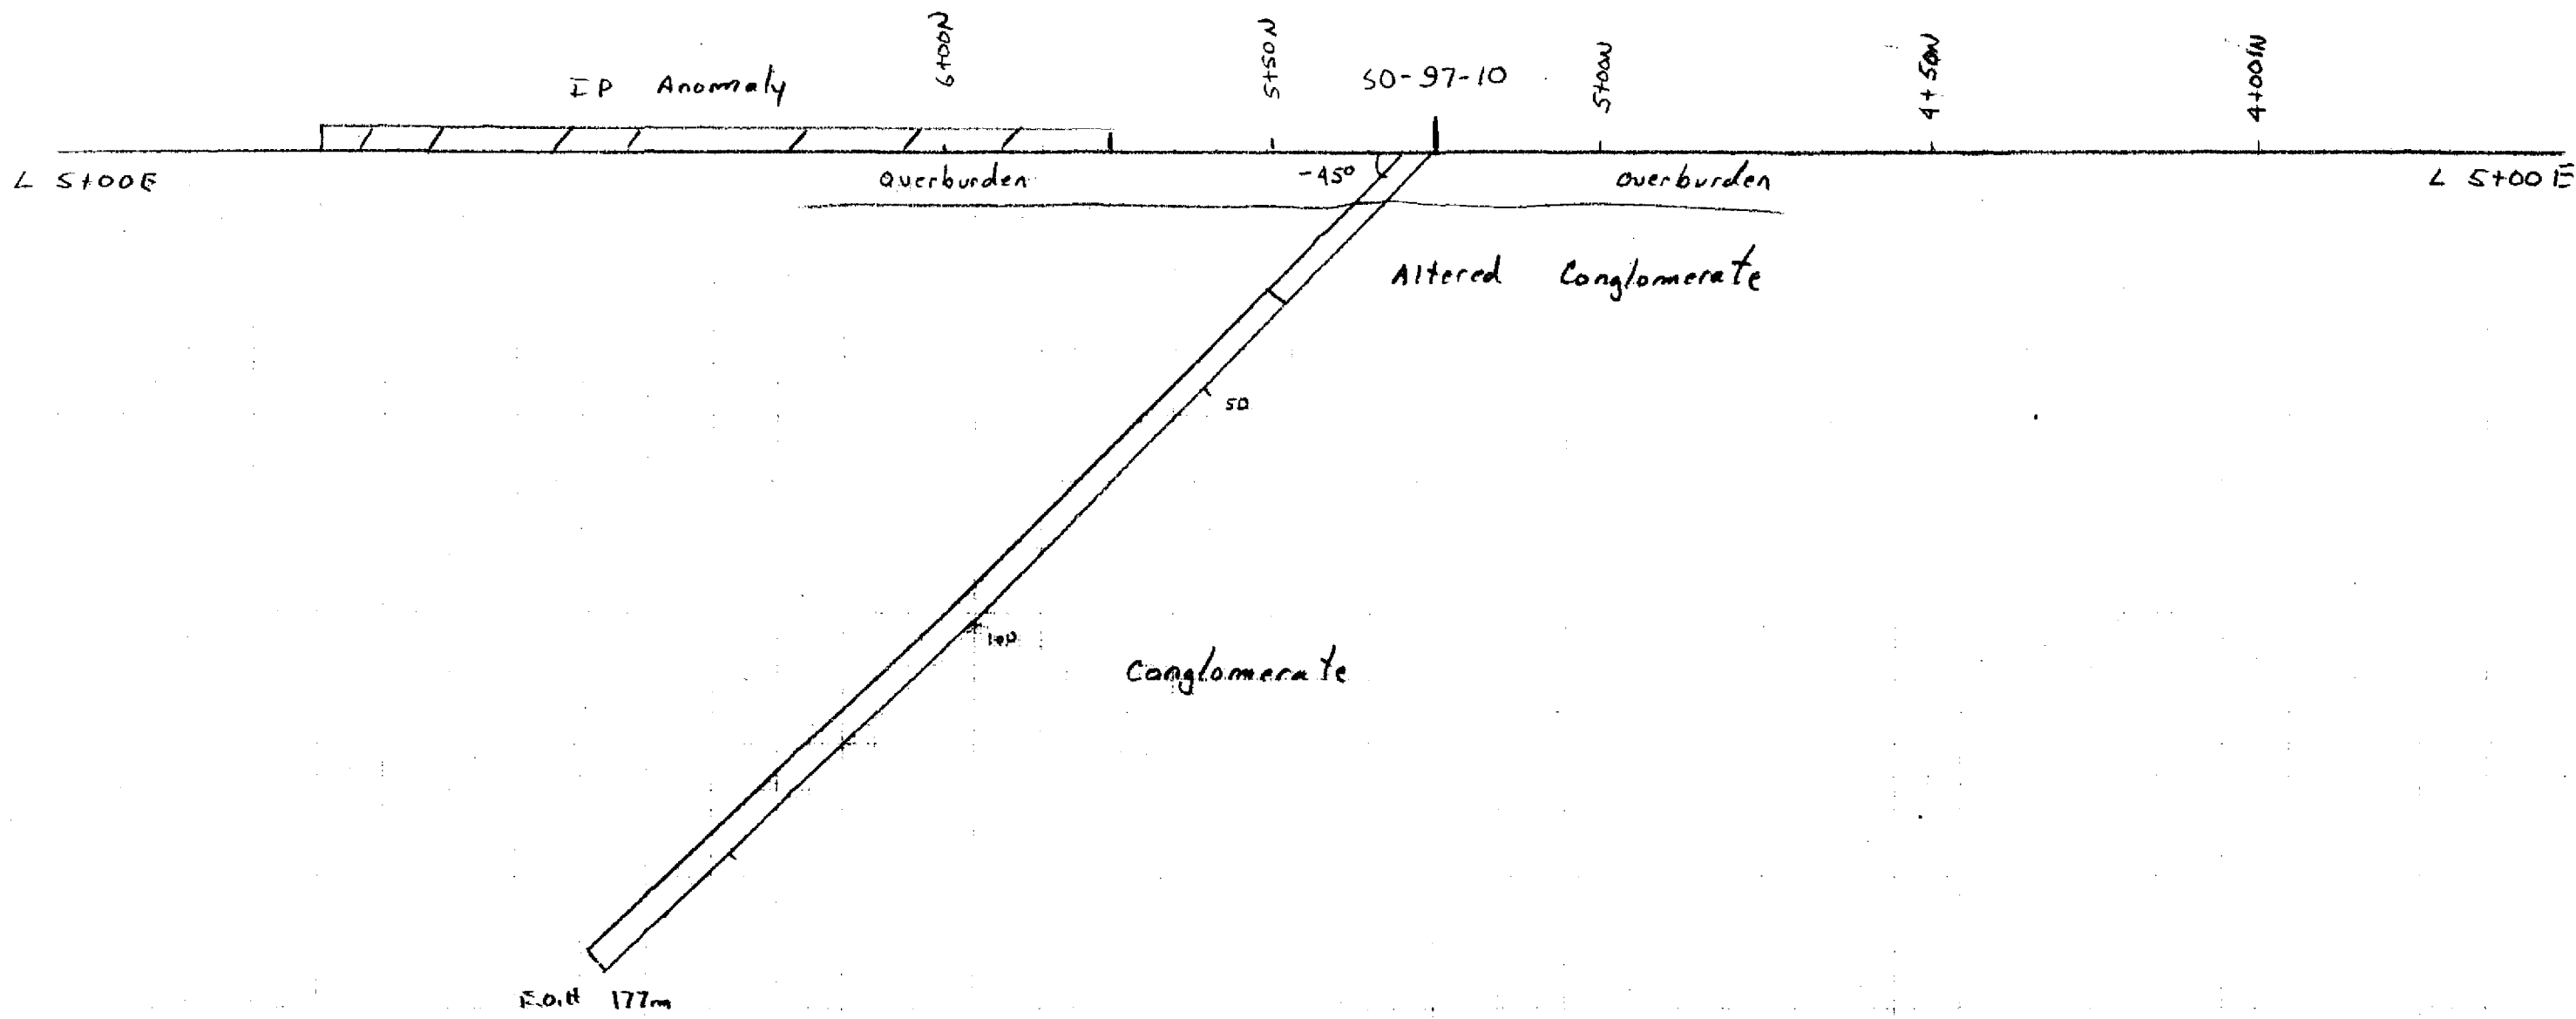 6+00N
5+50N
5+00N
4+50N
4+00N
IP Anomaly
SO-97-10
L 5+00E
Overburden
-45°
Overburden
L 5+00E
Altered Conglomerate
50
100
Conglomerate
E.O.H 177m